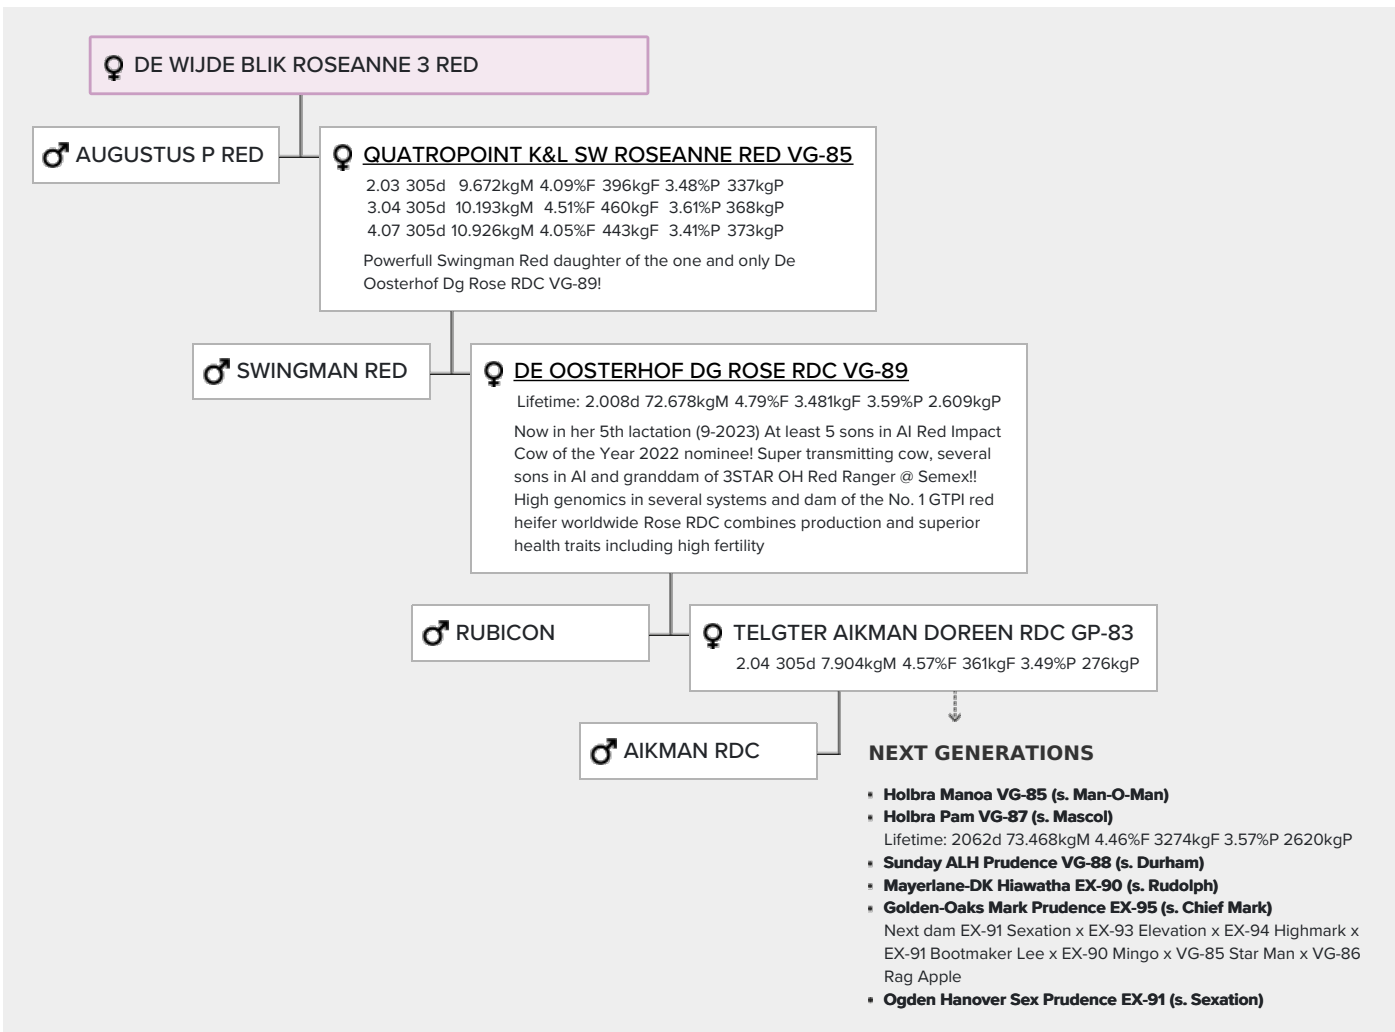 DE WIJDE BLIK ROSEANNE 3 RED
AUGUSTUS P RED
QUATROPOINT K&L SW ROSEANNE RED VG-85
2.03 305d 9.672kgM 4.09%F 396kgF 3.48%P 337kgP
3.04 305d 10.193kgM 4.51%F 460kgF 3.61%P 368kgP
4.07 305d 10.926kgM 4.05%F 443kgF 3.41%P 373kgP
Powerfull Swingman Red daughter of the one and only De
Oosterhof Dg Rose RDC VG-89!
SWINGMAN RED
DE OOSTERHOF DG ROSE RDC VG-89
Lifetime: 2.008d 72.678kgM 4.79%F 3.481kgF 3.59%P 2.609kgP
Now in her 5th lactation (9-2023) At least 5 sons in AI Red Impact
Cow of the Year 2022 nominee! Super transmitting cow, several
sons in AI and granddam of 3STAR OH Red Ranger @ Semex!!
High genomics in several systems and dam of the No. 1 GTPI red
heifer worldwide Rose RDC combines production and superior
health traits including high fertility
RUBICON
TELGTER AIKMAN DOREEN RDC GP-83
2.04 305d 7.904kgM 4.57%F 361kgF 3.49%P 276kgP
AIKMAN RDC
NEXT GENERATIONS
Holbra Manoa VG-85 (s. Man-O-Man)
Holbra Pam VG-87 (s. Mascol)
Lifetime: 2062d 73.468kgM 4.46%F 3274kgF 3.57%P 2620kgP
Sunday ALH Prudence VG-88 (s. Durham)
Mayerlane-DK Hiawatha EX-90 (s. Rudolph)
Golden-Oaks Mark Prudence EX-95 (s. Chief Mark)
Next dam EX-91 Sexation x EX-93 Elevation x EX-94 Highmark x
EX-91 Bootmaker Lee x EX-90 Mingo x VG-85 Star Man x VG-86
Rag Apple
Ogden Hanover Sex Prudence EX-91 (s. Sexation)